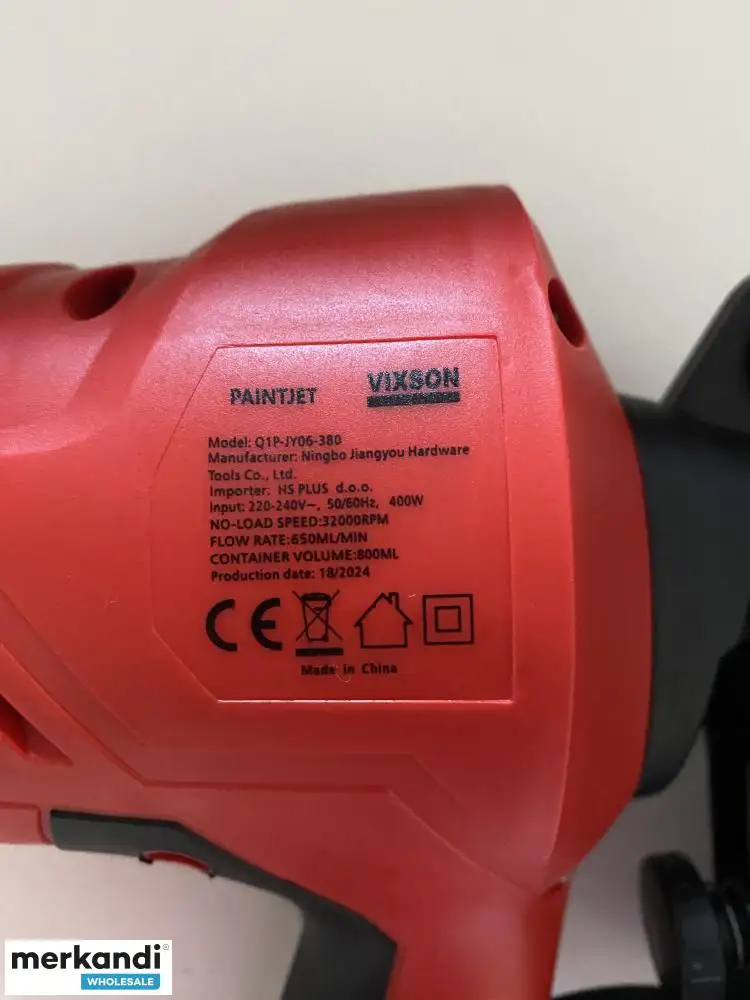 PAINTJET
VIXSON
Model: Q1P-JY06-380
Manufacturer: Ningbo Jiangyou Hardware
Tools Co., Ltd.
Importer: HS PLUS d.o.o.
Input: 220-240V~, 50/60Hz, 400W
NO-LOAD SPEED:32000RPM
FLOW RATE:650ML/MIN
CONTAINER VOLUME:800ML
Production date: 18/2024
CE
Made in China
merkandi®
WHOLESALE